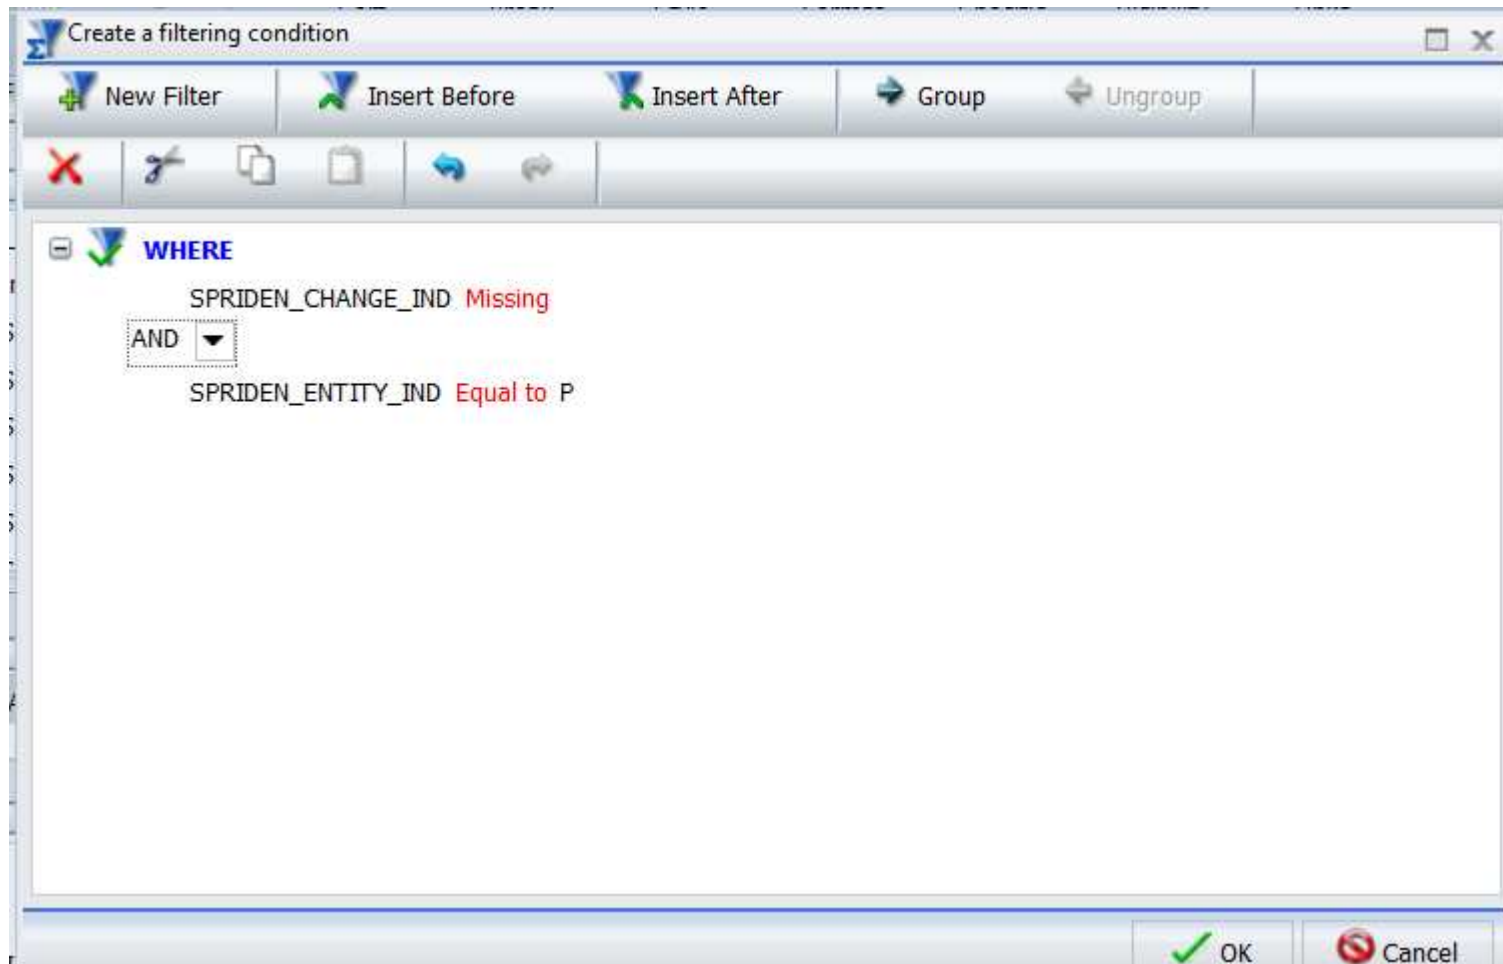 Create a filtering condition
New Filter Insert Before Insert After Group Ungroup
WHERE
SPRIDEN_CHANGE_IND Missing
AND
SPRIDEN_ENTITY_IND Equal to P
OK Cancel